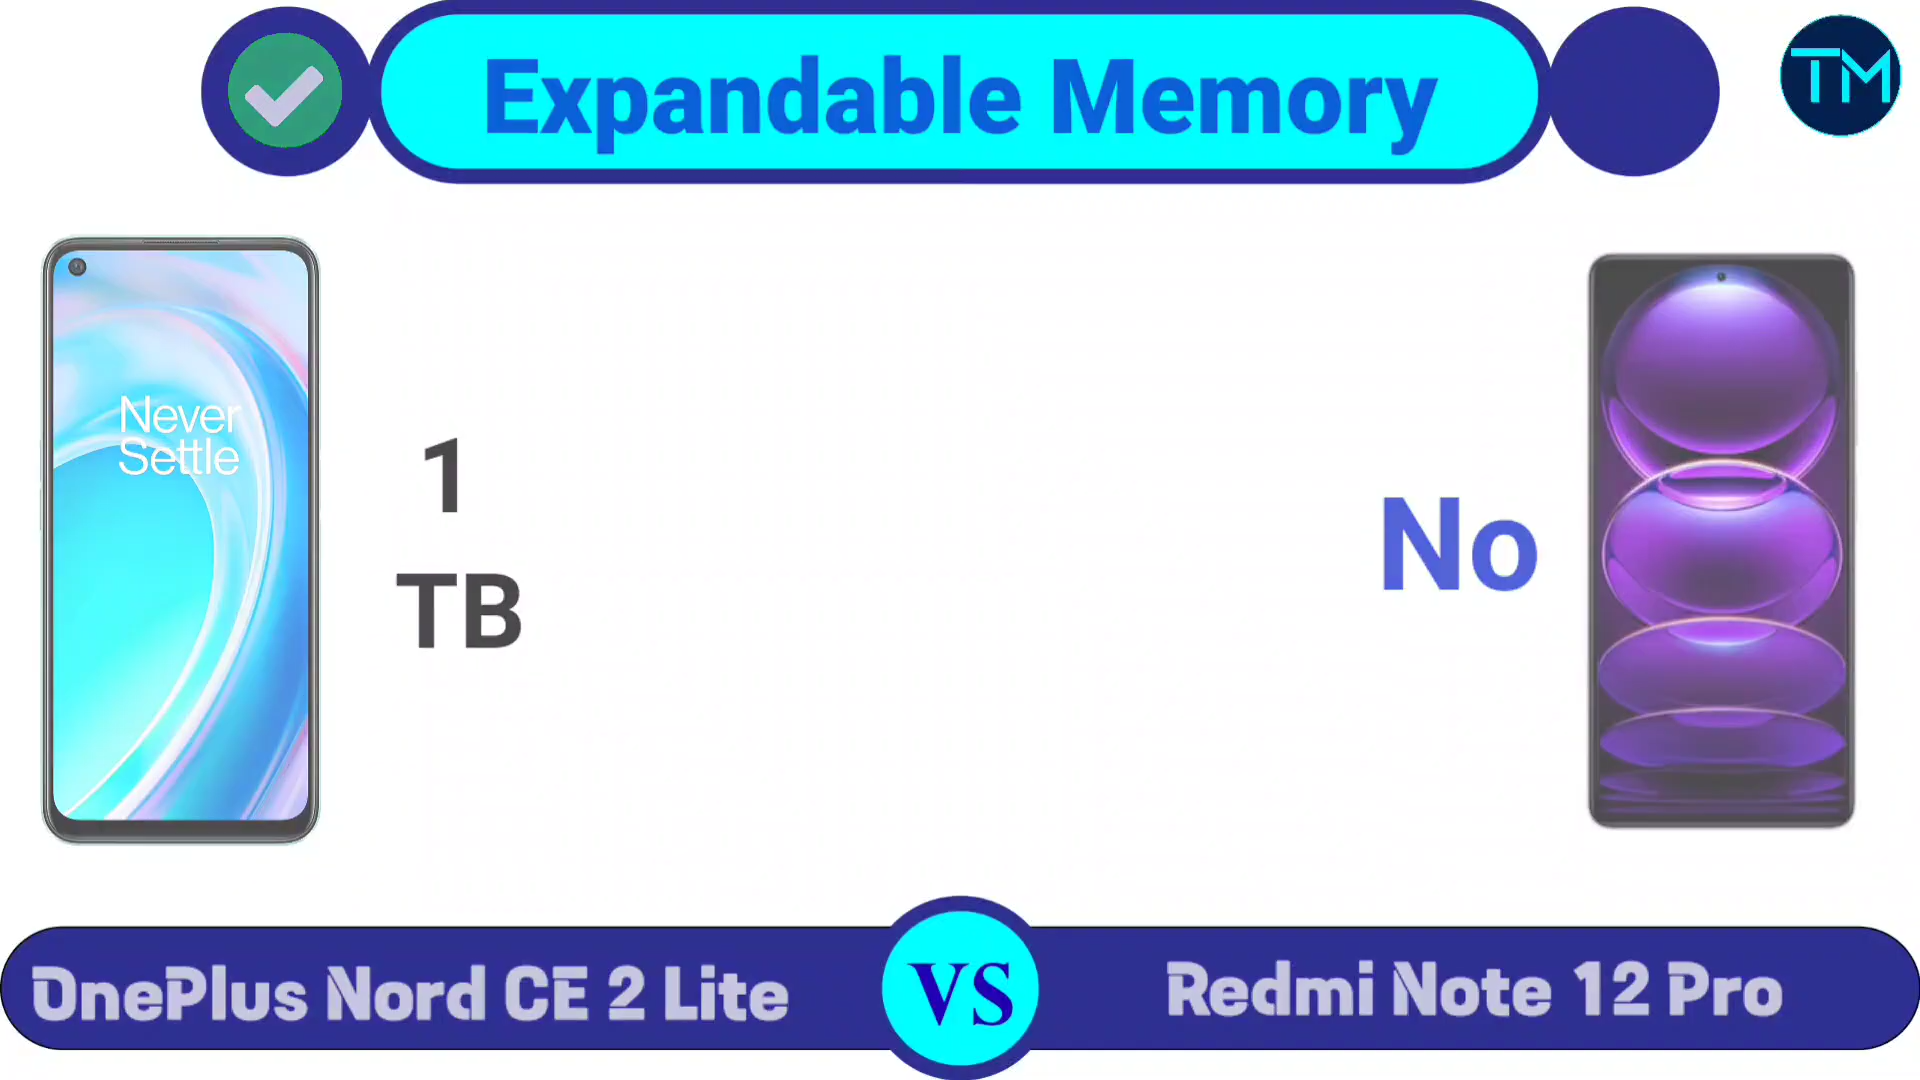 Expandable Memory
TM
Never
Settle
1
TB
No
OnePlus Nord CE 2 Lite
VS
Redmi Note 12 Pro